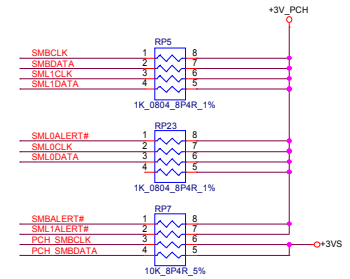 +3V_PCH
RP5
SMBCLK 1 8
SMBDATA 2 7
SML1CLK 3 6
SML1DATA 4 5
1K_0804_8P4R_1%
RP23
SML0ALERT# 1 8
SML0CLK 2 7
SML0DATA 3 6
4 5
1K_0804_8P4R_1%
RP7
SMBALERT# 1 8
SML1ALERT# 2 7
PCH_SMBCLK 3 6 +3VS
PCH_SMBDATA 4 5
10K_8P4R_5%